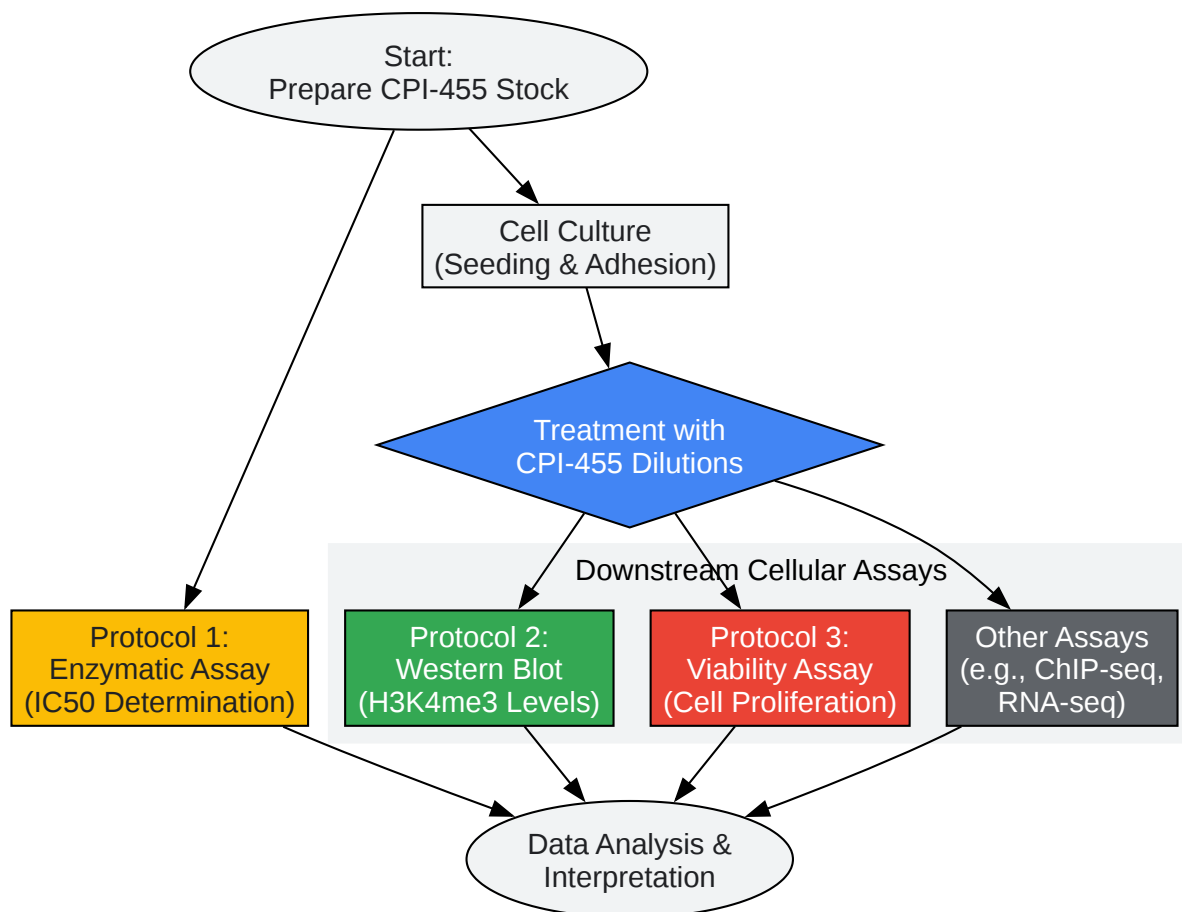 Start:
Prepare CPI-455 Stock
Cell Culture
(Seeding & Adhesion)
Treatment with
CPI-455 Dilutions
Downstream Cellular Assays
Protocol 1:
Enzymatic Assay
(IC50 Determination)
Protocol 2:
Western Blot
(H3K4me3 Levels)
Protocol 3:
Viability Assay
(Cell Proliferation)
Other Assays
(e.g., ChIP-seq,
RNA-seq)
Data Analysis &
Interpretation